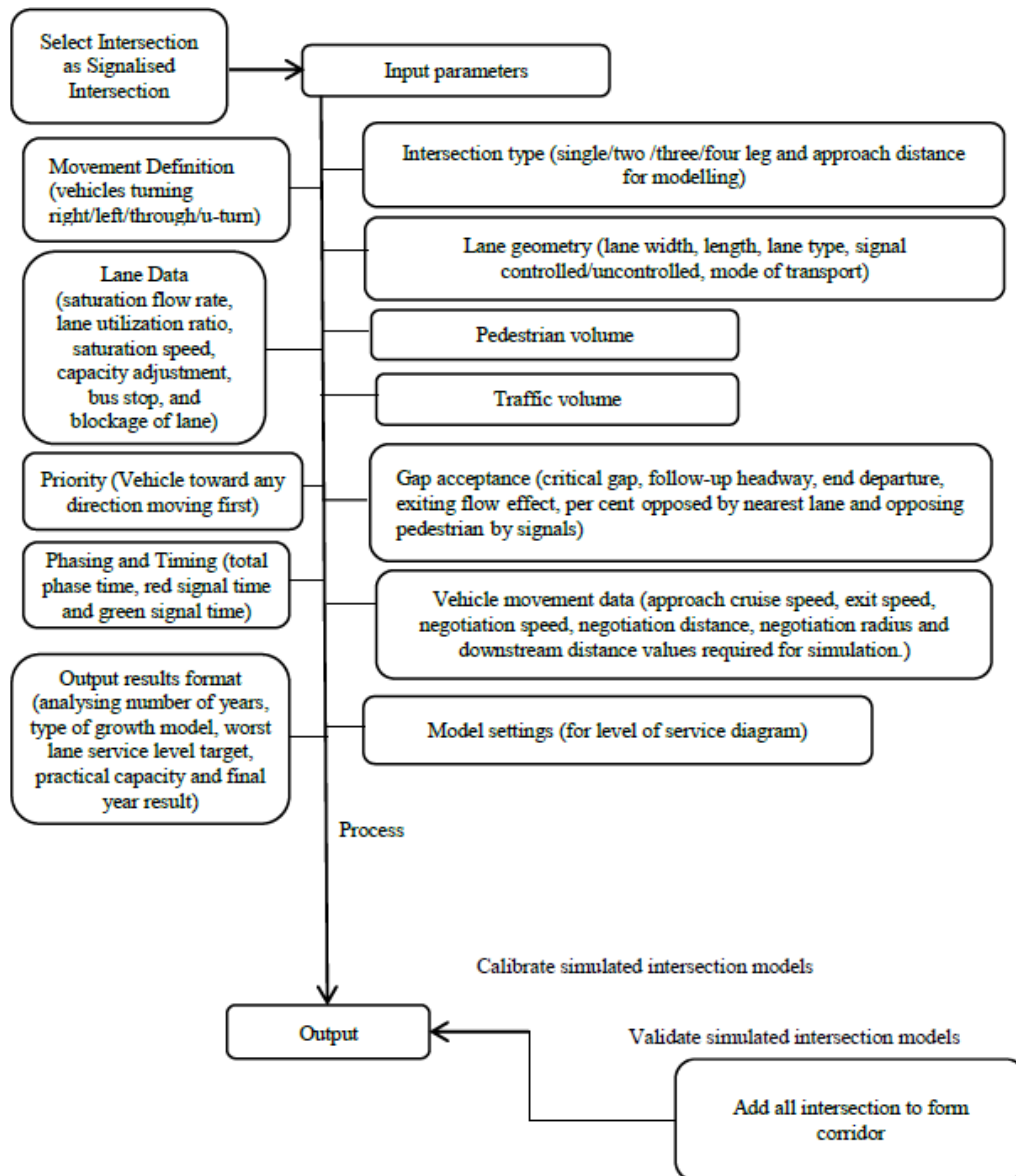 Select Intersection
as Signalised
Intersection
Input parameters
Movement Definition
(vehicles turning
right/left/through/u-turn)
Intersection type (single/two /three/four leg and approach distance
for modelling)
Lane geometry (lane width, length, lane type, signal
controlled/uncontrolled, mode of transport)
Lane Data
(saturation flow rate,
lane utilization ratio,
saturation speed,
capacity adjustment,
bus stop, and
blockage of lane)
Pedestrian volume
Traffic volume
Priority (Vehicle toward any
direction moving first)
Gap acceptance (critical gap, follow-up headway, end departure,
exiting flow effect, per cent opposed by nearest lane and opposing
pedestrian by signals)
Phasing and Timing (total
phase time, red signal time
and green signal time)
Vehicle movement data (approach cruise speed, exit speed,
negotiation speed, negotiation distance, negotiation radius and
downstream distance values required for simulation.)
Output results format
(analysing number of years,
type of growth model, worst
lane service level target,
practical capacity and final
year result)
Model settings (for level of service diagram)
Process
Calibrate simulated intersection models
Output
Validate simulated intersection models
Add all intersection to form
corridor